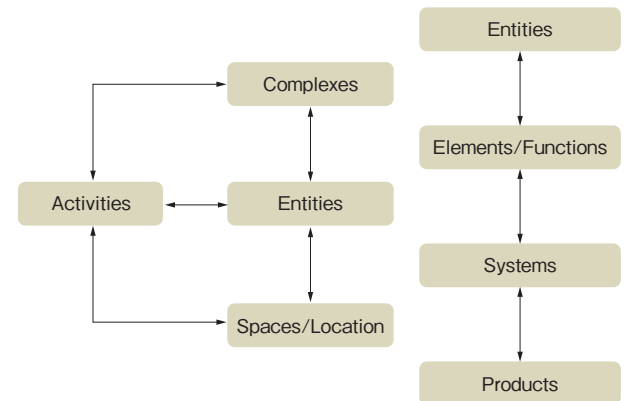 Complexes
Activities
Entities
Spaces/Location
Entities
Elements/Functions
Systems
Products